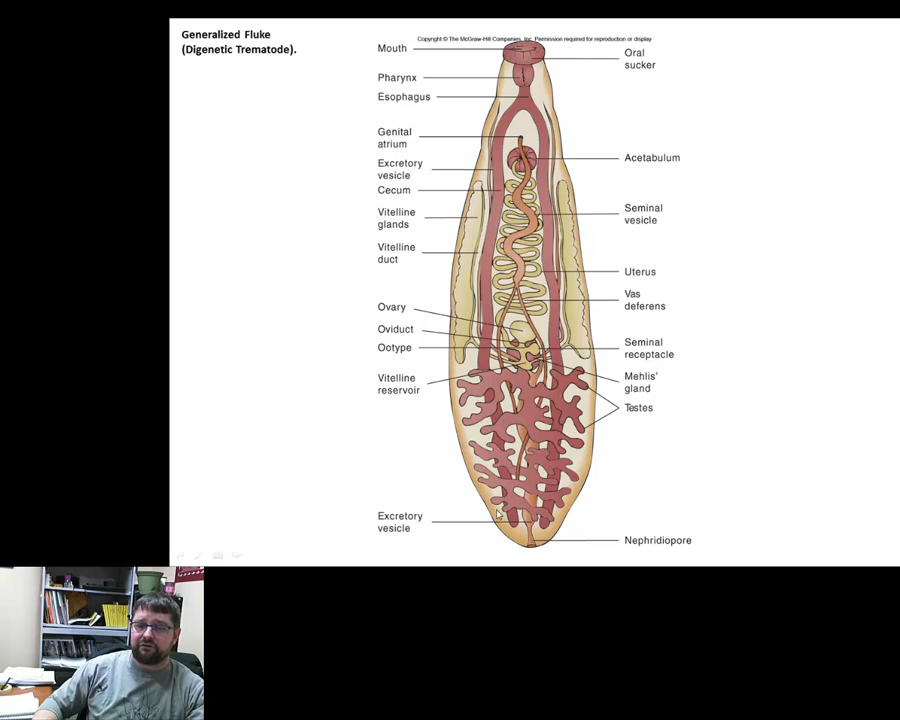 Generalized Fluke
(Digenetic Trematode).
Copyright © The McGraw-Hill Companies, Inc. Permission required for reproduction or display
Mouth
Oral
sucker
Pharynx
Esophagus
Genital
atrium
Acetabulum
Excretory
vesicle
Cecum
Vitelline
glands
Seminal
vesicle
Vitelline
duct
Uterus
Vas
deferens
Ovary
Oviduct
Ootype
Seminal
receptacle
Vitelline
reservoir
Mehlis'
gland
Testes
Excretory
vesicle
Nephridiopore